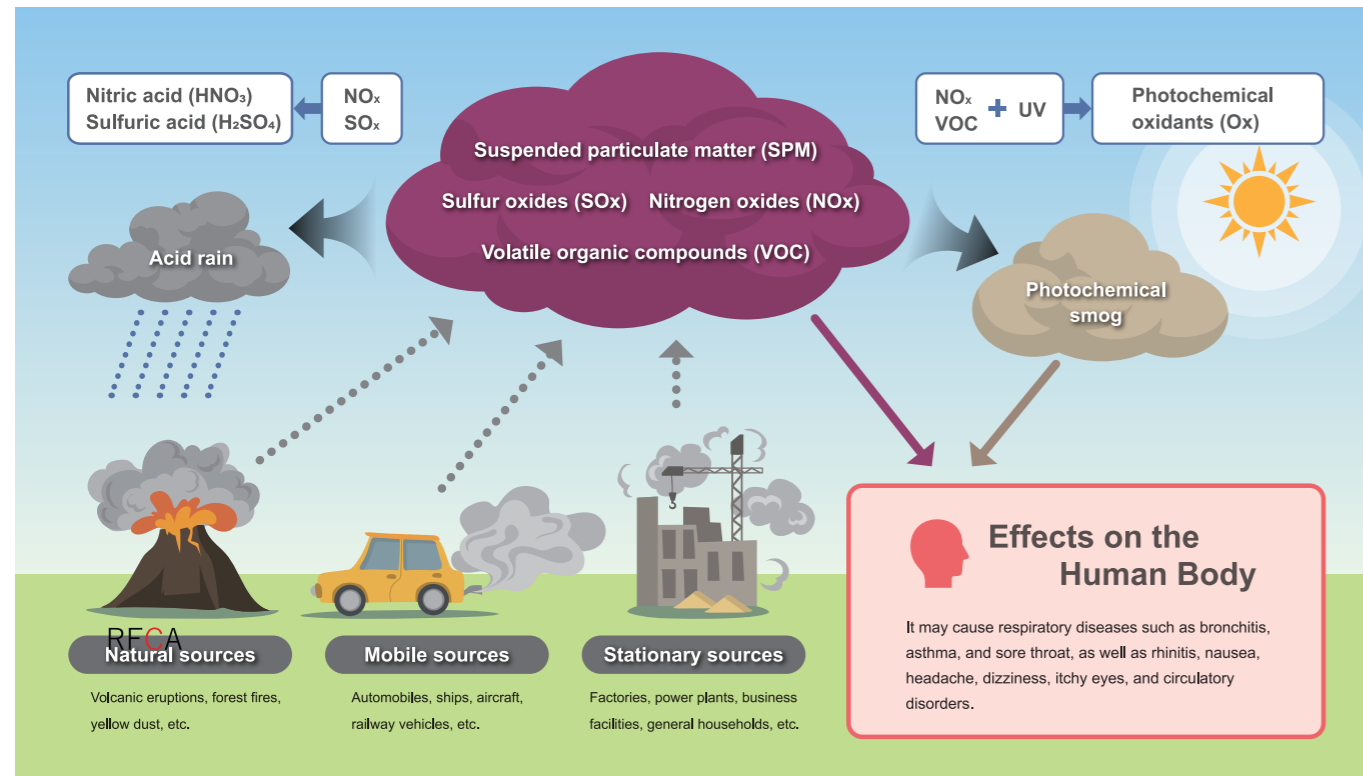 Nitric acid (HNO₃)
Sulfuric acid (H₂SO₄)
NOₓ
SOₓ
Suspended particulate matter (SPM)
Sulfur oxides (SOx) Nitrogen oxides (NOx)
Volatile organic compounds (VOC)
NOₓ
VOC
+ UV
Photochemical
oxidants (Ox)
Acid rain
Photochemical
smog
Effects on the
Human Body
It may cause respiratory diseases such as bronchitis,
asthma, and sore throat, as well as rhinitis, nausea,
headache, dizziness, itchy eyes, and circulatory
disorders.
RFCA
Natural sources
Volcanic eruptions, forest fires,
yellow dust, etc.
Mobile sources
Automobiles, ships, aircraft,
railway vehicles, etc.
Stationary sources
Factories, power plants, business
facilities, general households, etc.